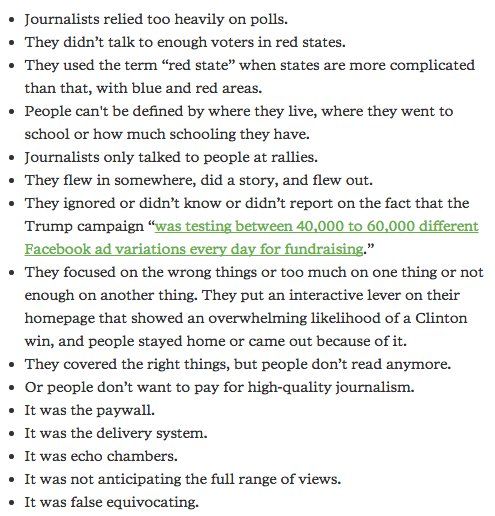 • Journalists relied too heavily on polls.
• They didn’t talk to enough voters in red states.
• They used the term “red state” when states are more complicated
than that, with blue and red areas.
• People can't be defined by where they live, where they went to
school or how much schooling they have.
• Journalists only talked to people at rallies.
• They flew in somewhere, did a story, and flew out.
• They ignored or didn’t know or didn’t report on the fact that the
Trump campaign “was testing between 40,000 to 60,000 different
Facebook ad variations every day for fundraising.”
• They focused on the wrong things or too much on one thing or not
enough on another thing. They put an interactive lever on their
homepage that showed an overwhelming likelihood of a Clinton
win, and people stayed home or came out because of it.
• They covered the right things, but people don’t read anymore.
• Or people don’t want to pay for high-quality journalism.
• It was the paywall.
• It was the delivery system.
• It was echo chambers.
• It was not anticipating the full range of views.
• It was false equivocating.